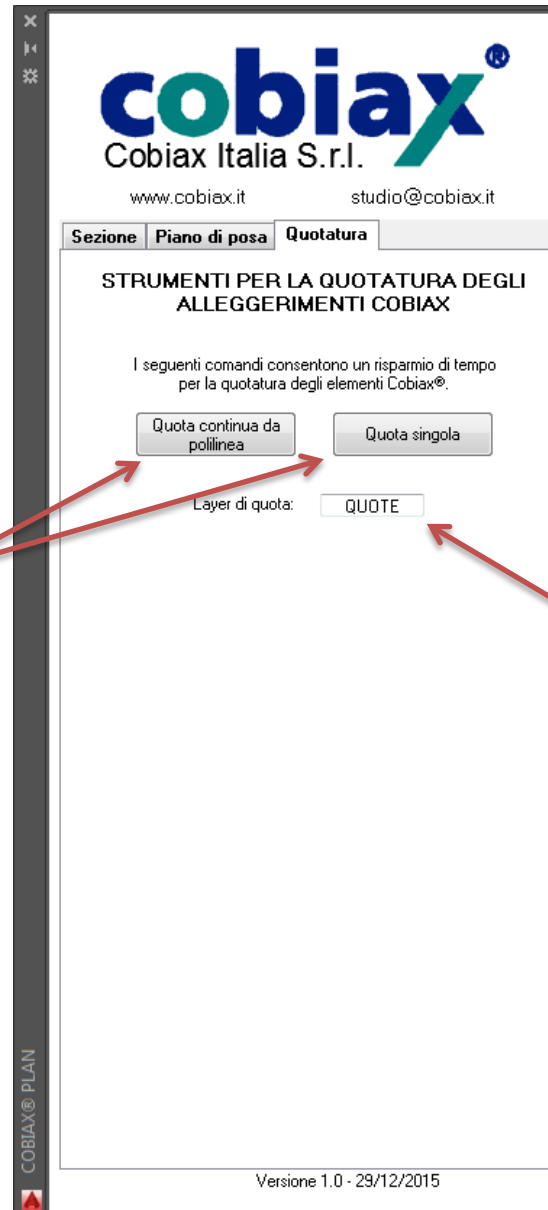 cobiax®
Cobiax Italia S.r.l.
www.cobiax.it studio@cobiax.it
Sezione Piano di posa Quotatura
STRUMENTI PER LA QUOTATURA DEGLI
ALLEGGERIMENTI COBIAX
I seguenti comandi consentono un risparmio di tempo
per la quotatura degli elementi Cobiax®.
Quota continua da
polilinea
Quota singola
Layer di quota: QUOTE
COBIAX® PLAN
Versione 1.0 - 29/12/2015